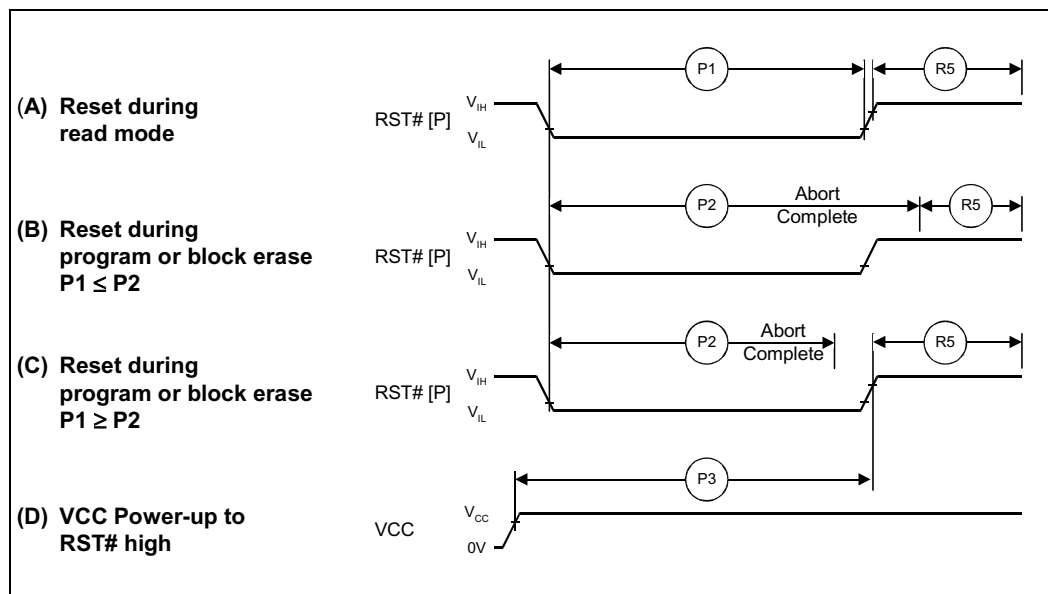 P1
R5
(A) Reset during
read mode
RST# [P]
VIH
VIL
P2
Abort
Complete
R5
(B) Reset during
program or block erase
P1 ≤ P2
RST# [P]
VIH
VIL
P2
Abort
Complete
R5
(C) Reset during
program or block erase
P1 ≥ P2
RST# [P]
VIH
VIL
P3
(D) VCC Power-up to
RST# high
VCC
VCC
0V